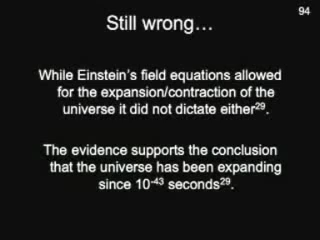 94
Still wrong…
While Einstein's field equations allowed
for the expansion/contraction of the
universe it did not dictate either²⁹.
The evidence supports the conclusion
that the universe has been expanding
since 10⁻⁴³ seconds²⁹.